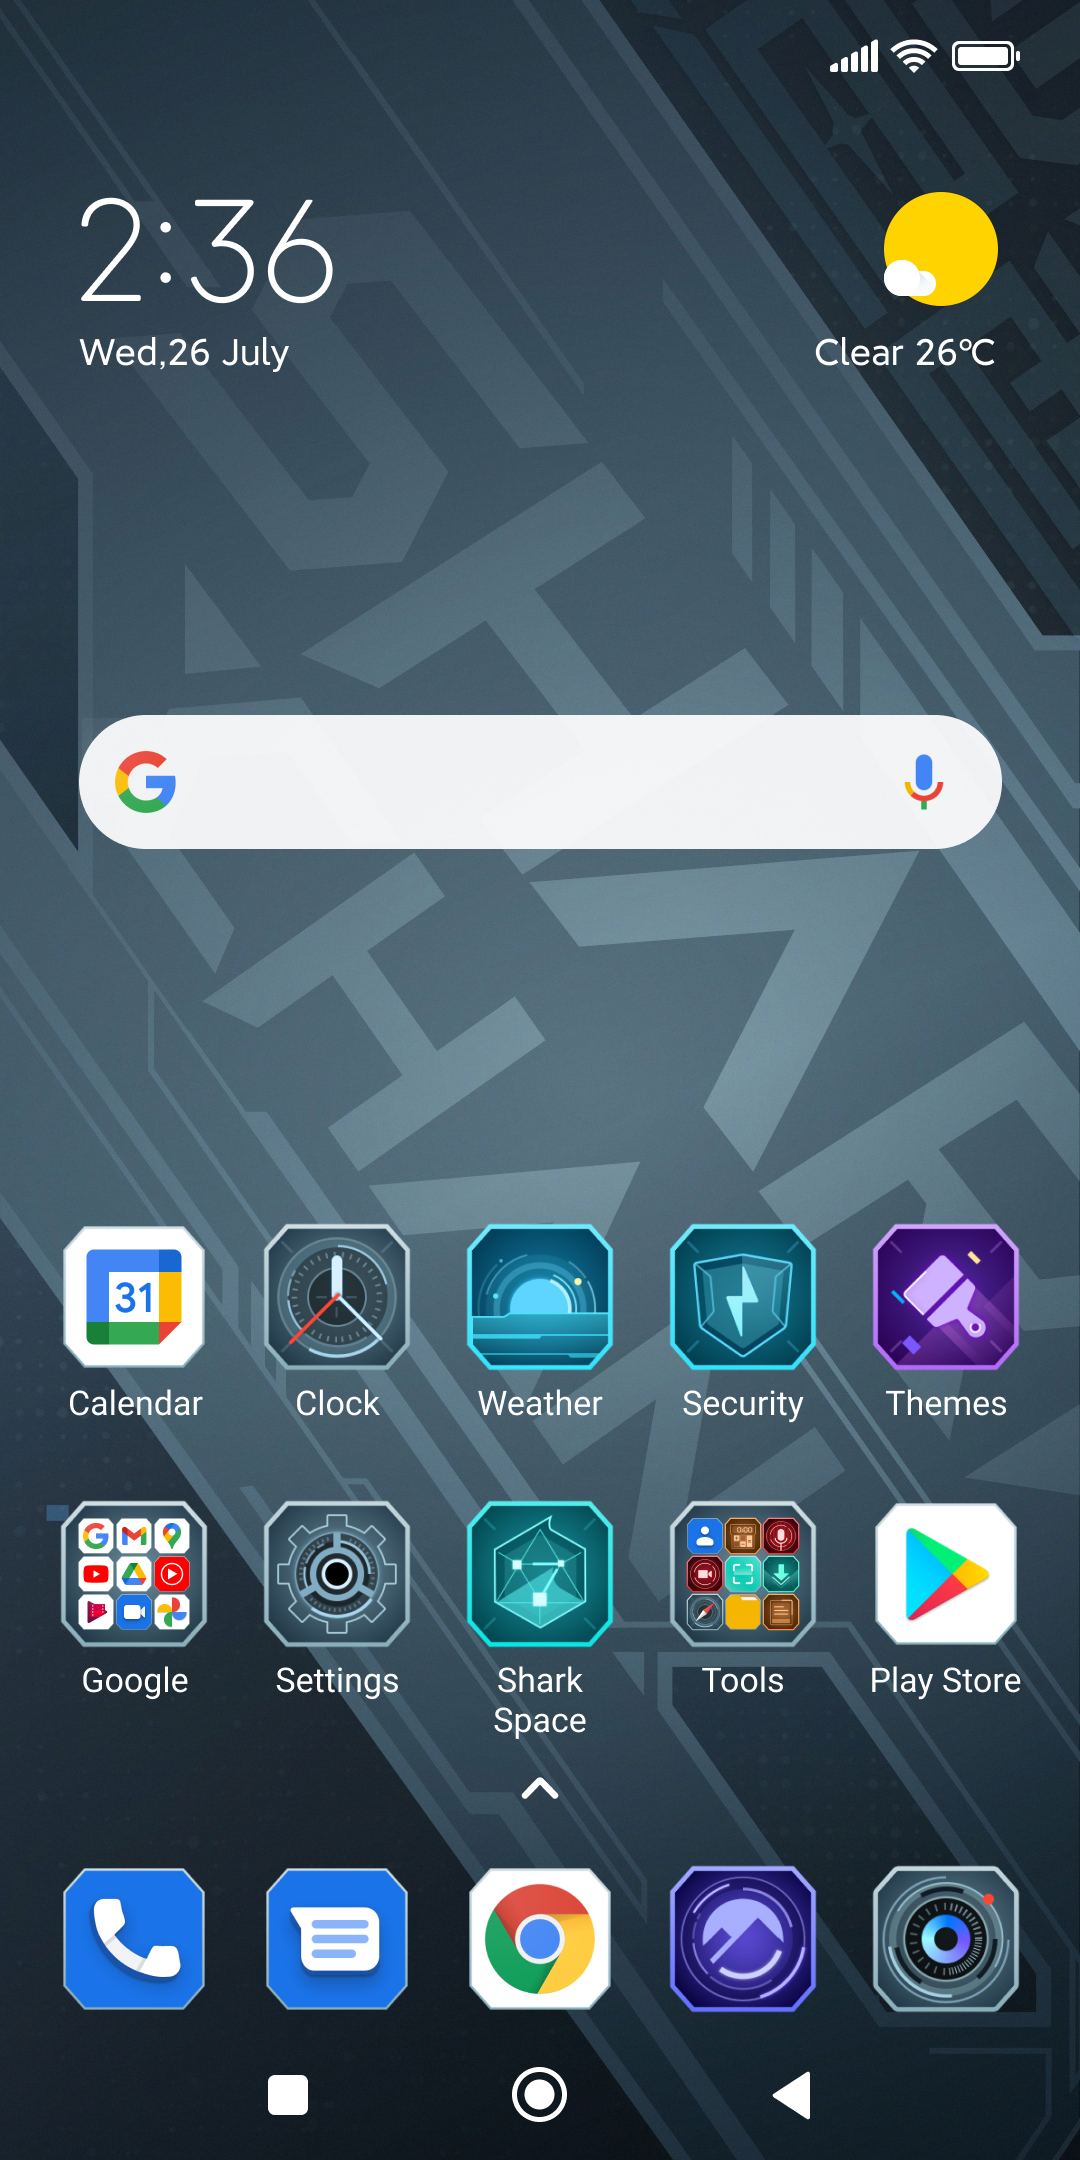 2:36
Wed,26 July
Clear 26℃
31
Calendar
Clock
Weather
Security
Themes
Google
Settings
Shark
Space
Tools
Play Store